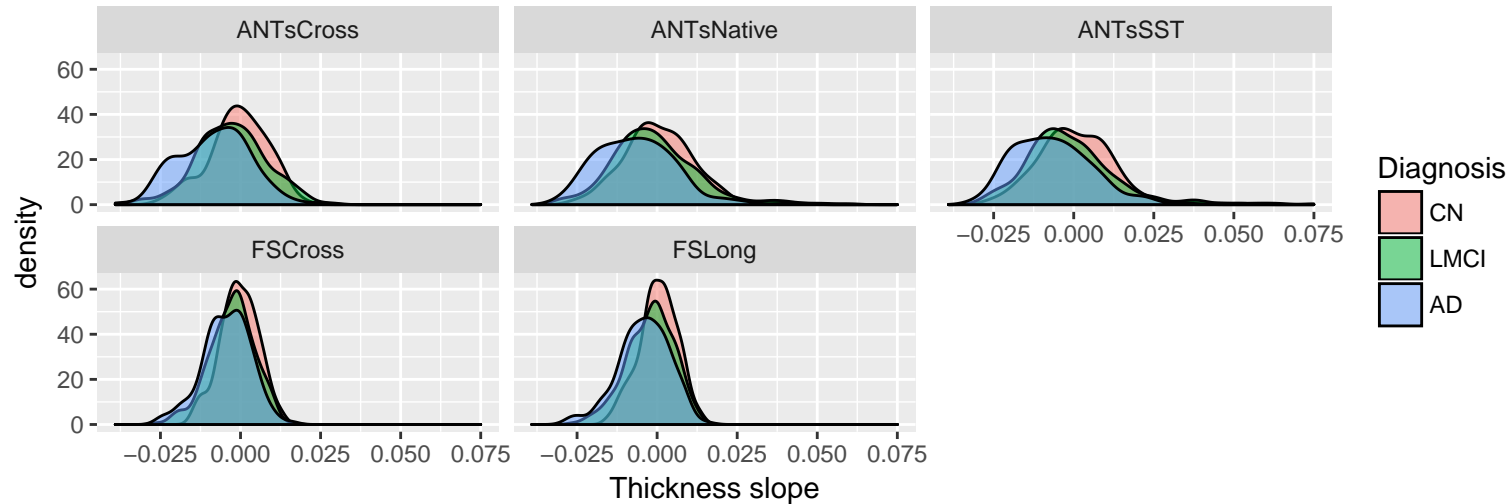 ANTsCross ANTsNative ANTsSST
60
40
20
0
−0.025 0.000 0.025 0.050 0.075
FSCross FSLong
60
40
20
0
−0.025 0.000 0.025 0.050 0.075 −0.025 0.000 0.025 0.050 0.075
Thickness slope
density
Diagnosis
CN
LMCI
AD